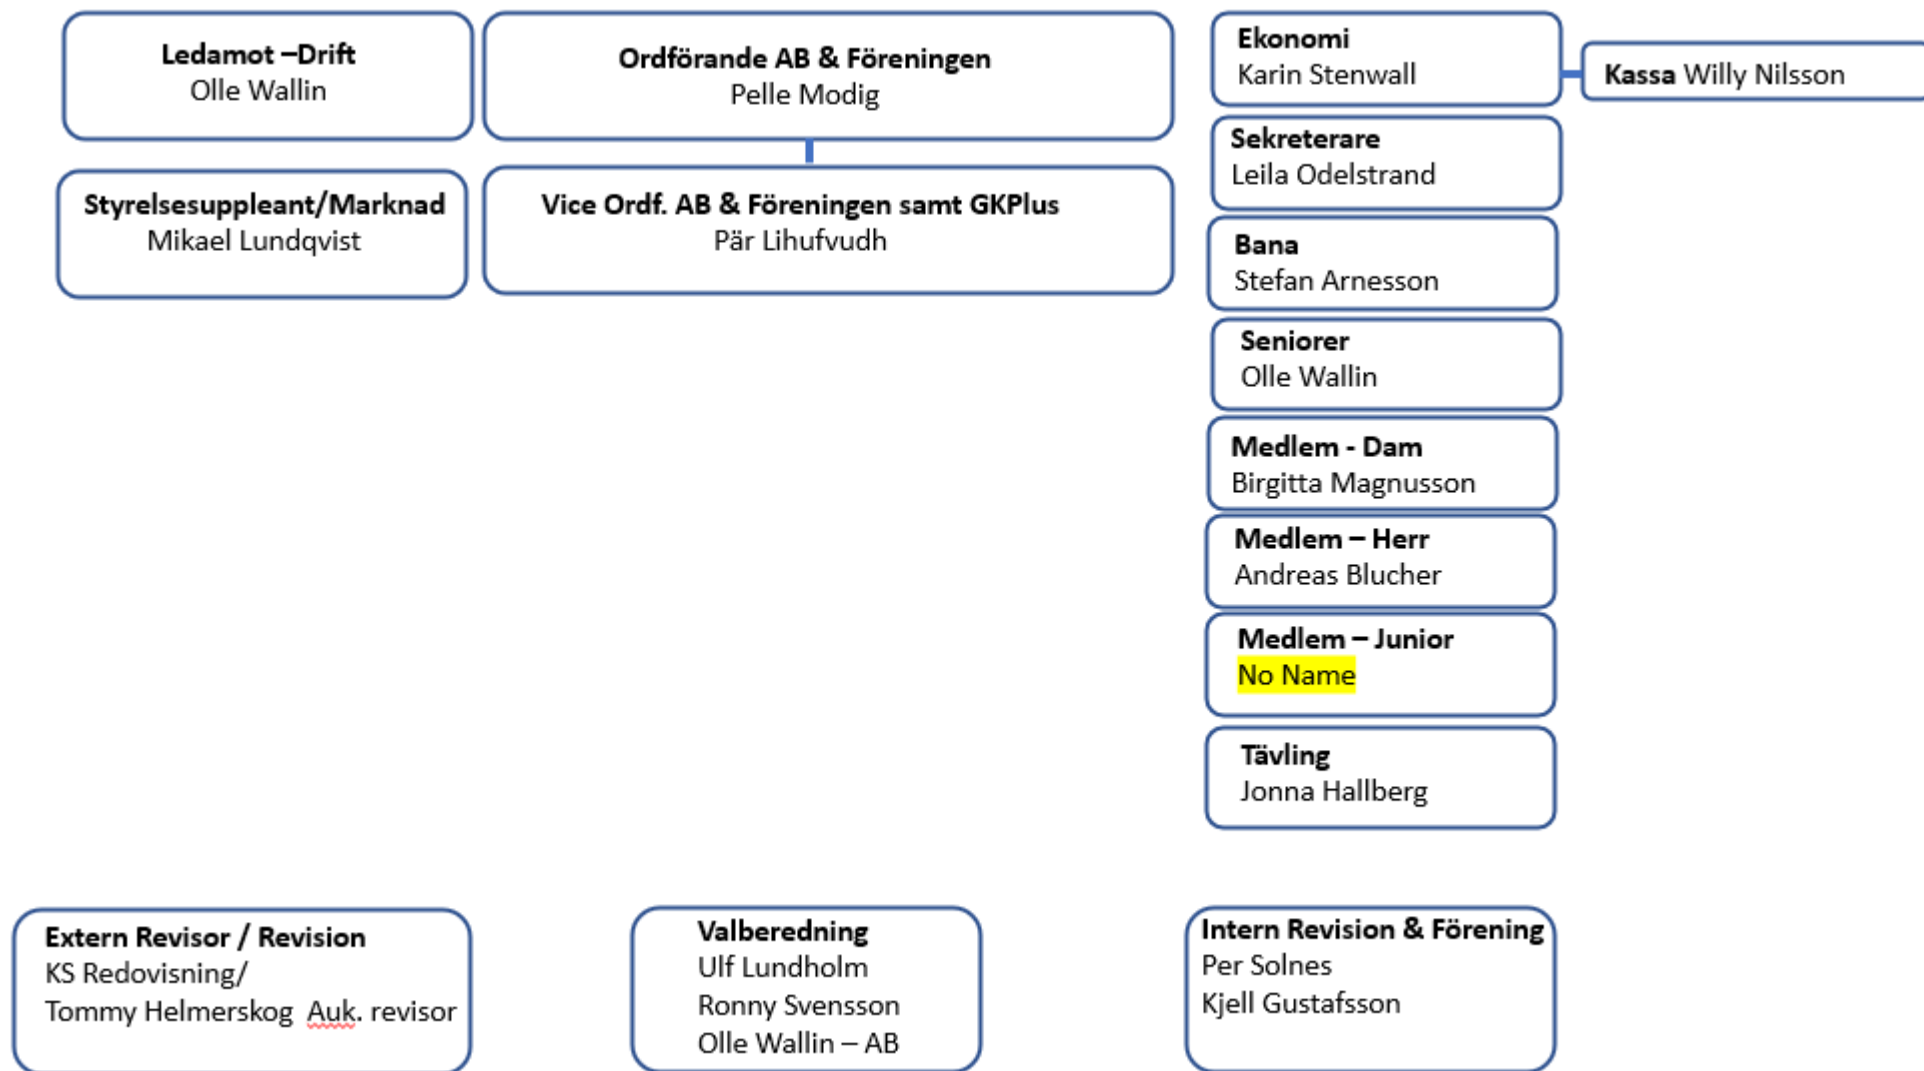 Ledamot –Drift
Olle Wallin
Ordförande AB & Föreningen
Pelle Modig
Ekonomi
Karin Stenwall
Kassa Willy Nilsson
Sekreterare
Leila Odelstrand
Styrelsesuppleant/Marknad
Mikael Lundqvist
Vice Ordf. AB & Föreningen samt GKPlus
Pär Lihufvudh
Bana
Stefan Arnesson
Seniorer
Olle Wallin
Medlem - Dam
Birgitta Magnusson
Medlem – Herr
Andreas Blucher
Medlem – Junior
No Name
Tävling
Jonna Hallberg
Extern Revisor / Revision
KS Redovisning/
Tommy Helmerskog Auk. revisor
Valberedning
Ulf Lundholm
Ronny Svensson
Olle Wallin – AB
Intern Revision & Förening
Per Solnes
Kjell Gustafsson